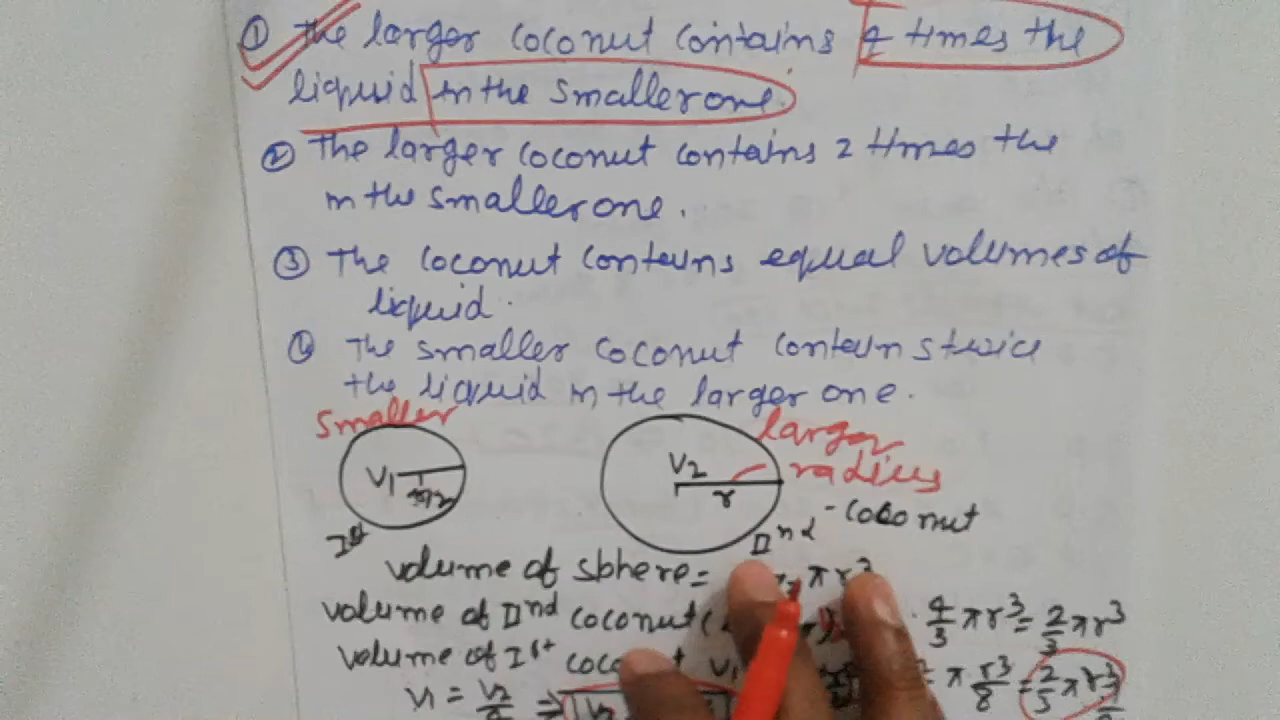 ① The larger coconut contains 4 times the
liquid in the smaller one.
② The larger coconut contains 2 times the
in the smaller one.
③ The coconut contains equal volumes of
liquid.
④ The smaller coconut contains twice
the liquid in the larger one.
Smaller
larger
V1
V2
radius
r
Ist
IInd - coconut
volume of sphere = πr³
volume of IInd coconut ( 4/3 πr³ = 2/3 πr³
volume of Ist V1 π r³/8 =
V1 = V2 ⇒